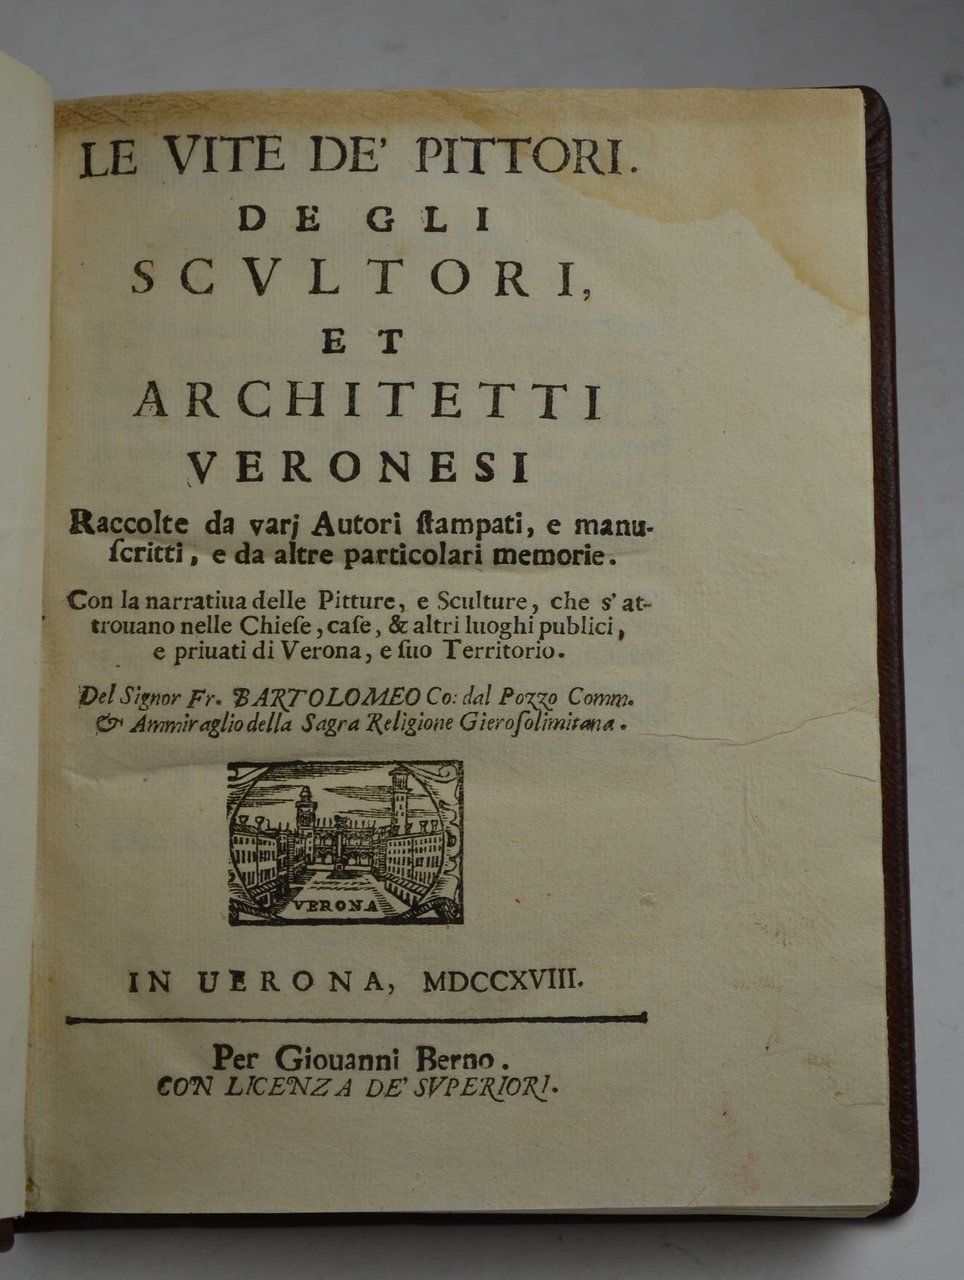 LE VITE DE' PITTORI.
DE GLI
SCVLTORI,
ET
ARCHITETTI
VERONESI
Raccolte da varj Autori ſtampati, e manu-
ſcritti, e da altre particolari memorie.
Con la narratiua delle Pitture, e Sculture, che s'at-
trouano nelle Chieſe, caſe, & altri luoghi publici,
e priuati di Verona, e ſuo Territorio.
Del Signor Fr. BARTOLOMEO Co: dal Pozzo Comm.
& Ammiraglio della Sagra Religione Gieroſolimitana.
VERONA
IN UERONA, MDCCXVIII.
Per Giouanni Berno.
CON LICENZA DE' SVPERIORI.